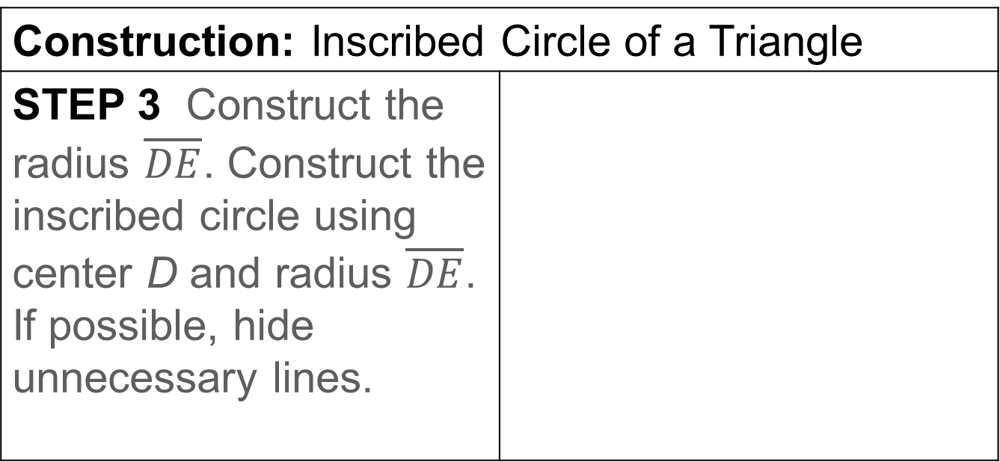 Construction: Inscribed Circle of a Triangle
STEP 3 Construct the
radius \overline{DE}. Construct the
inscribed circle using
center D and radius \overline{DE}.
If possible, hide
unnecessary lines.